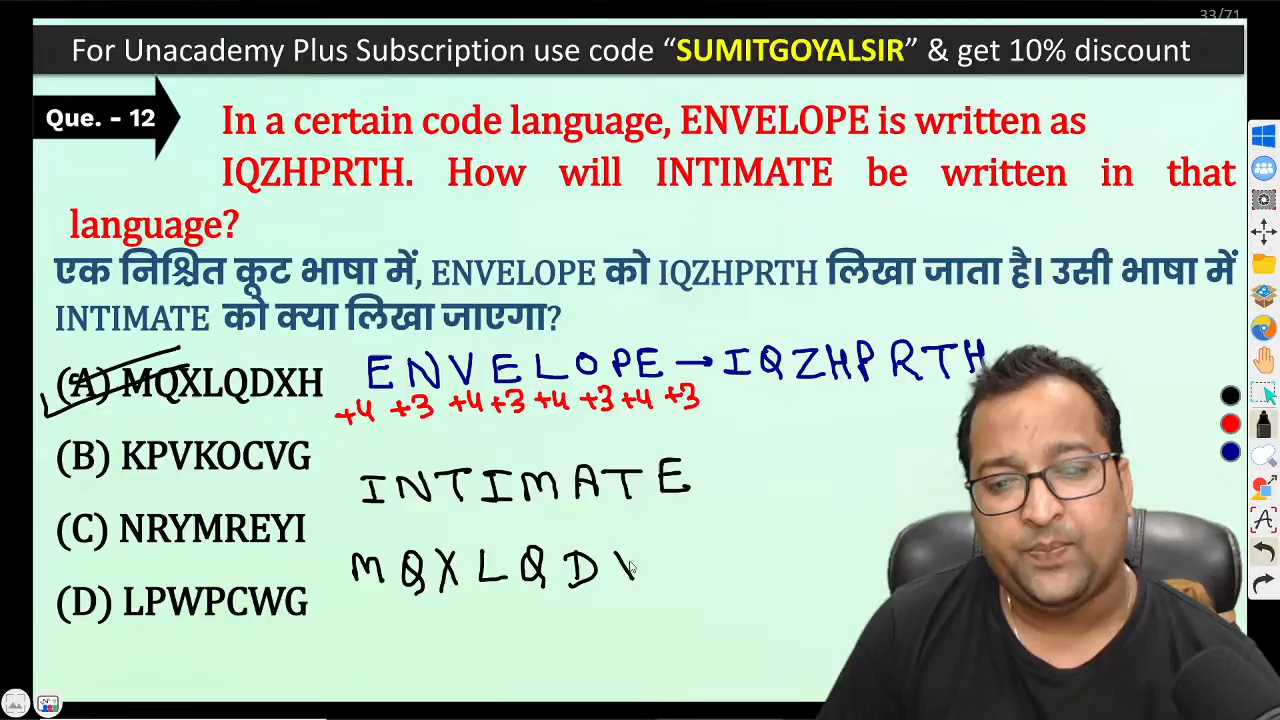 33/71
For Unacademy Plus Subscription use code “SUMITGOYALSIR” & get 10% discount
Que. - 12
In a certain code language, ENVELOPE is written as
IQZHPRTH. How will INTIMATE be written in that
language?
एक निश्चित कूट भाषा में, ENVELOPE को IQZHPRTH लिखा जाता है। उसी भाषा में
INTIMATE को क्या लिखा जाएगा?
(A) MQXLQDXH
ENVELOPE → IQZHPRTH
+4 +3 +4 +3 +4 +3 +4 +3
(B) KPVKOCVG
INTIMATE
(C) NRYMREYI
MQXLQD
(D) LPWPCWG